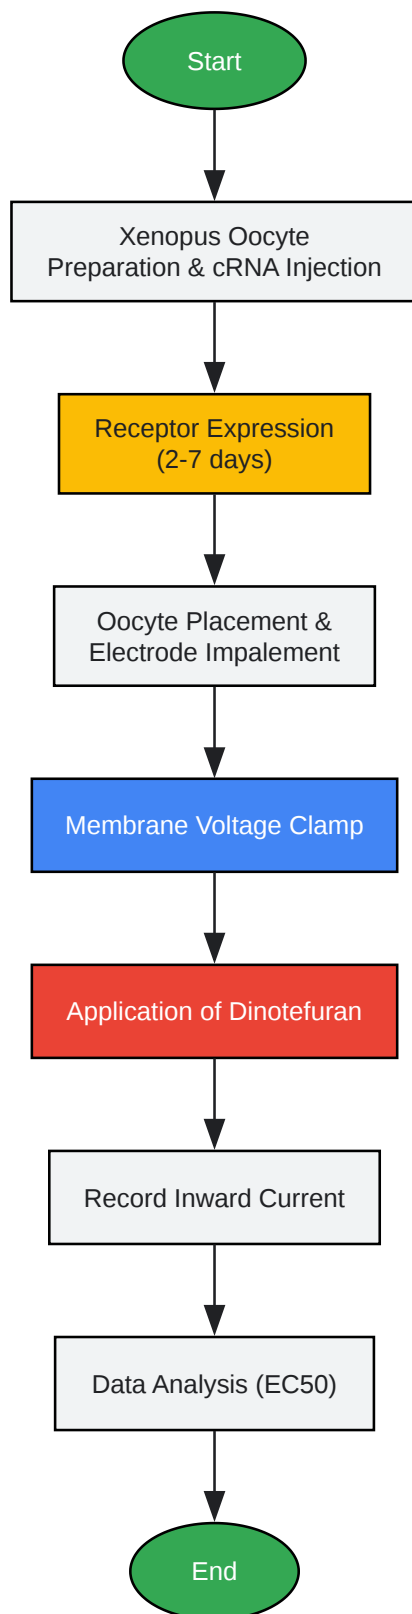 Start
Xenopus Oocyte
Preparation & cRNA Injection
Receptor Expression
(2-7 days)
Oocyte Placement &
Electrode Impalement
Membrane Voltage Clamp
Application of Dinotefuran
Record Inward Current
Data Analysis (EC50)
End